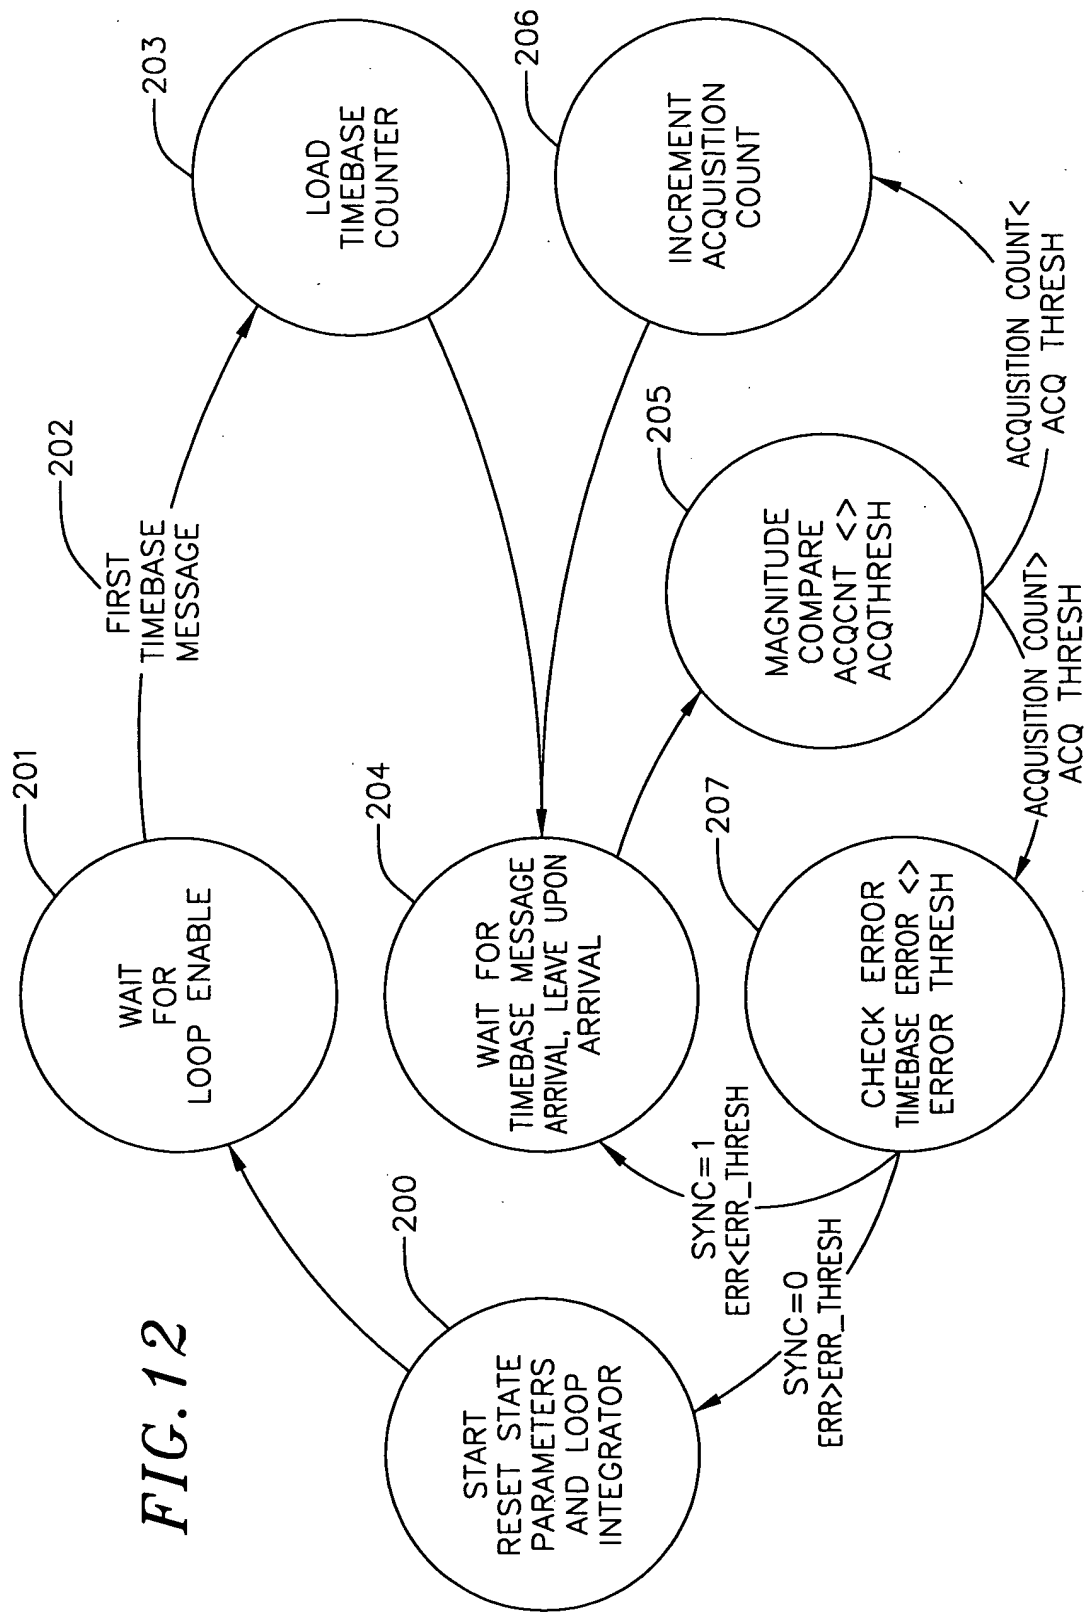 FIG.12
START
RESET STATE
PARAMETERS
AND LOOP
INTEGRATOR
200
WAIT
FOR
LOOP ENABLE
201
FIRST
TIMEBASE
MESSAGE
202
LOAD
TIMEBASE
COUNTER
203
WAIT FOR
TIMEBASE MESSAGE
ARRIVAL, LEAVE UPON
ARRIVAL
204
MAGNITUDE
COMPARE
ACQCNT <>
ACQTHRESH
205
INCREMENT
ACQUISITION
COUNT
206
ACQUISITION COUNT<
ACQ THRESH
ACQUISITION COUNT>
ACQ THRESH
CHECK ERROR
TIMEBASE ERROR <>
ERROR THRESH
207
SYNC=1
ERR<ERR_THRESH
SYNC=0
ERR>ERR_THRESH